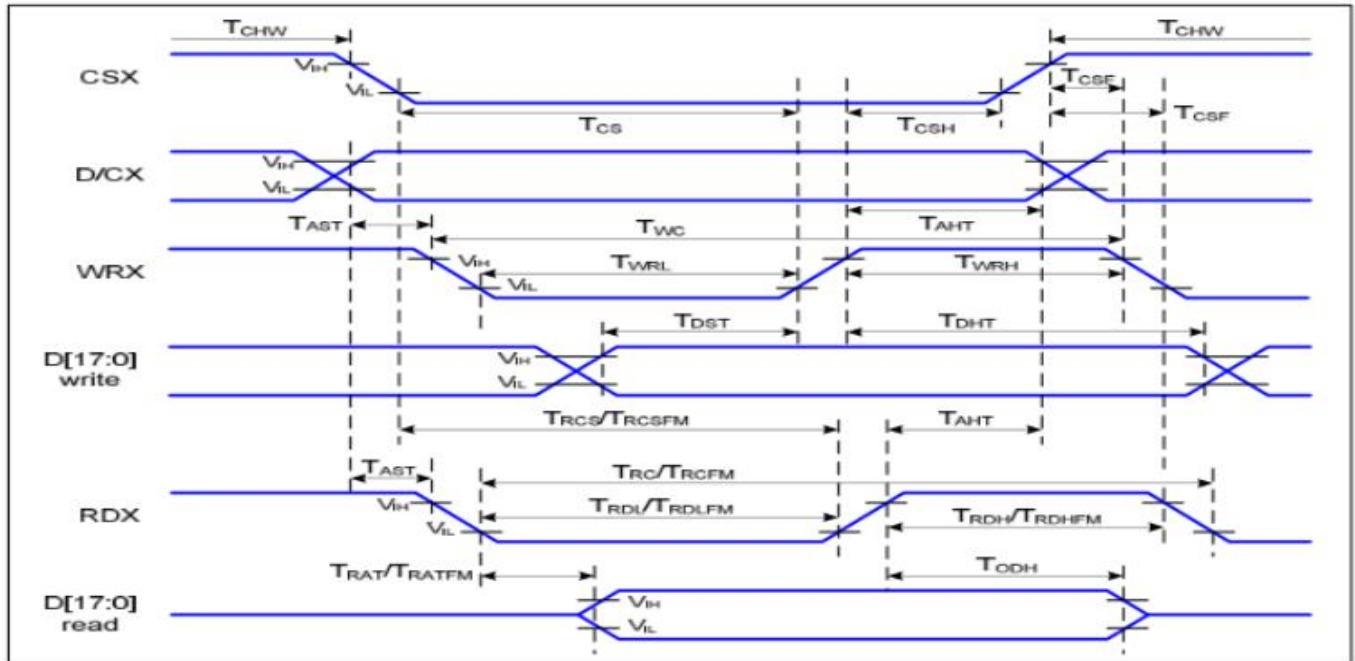 TCHW TCHW
CSX VIH TCSF
VIL TCS TCSH TCSF
D/CX VIH
VIL
TAST TWC TAHT
WRX VIH TWRL TWRH
VIL
TDST TDHT
D[17:0] VIH
write VIL
TRCS/TRCSFM TAHT
TAST TRC/TRCFM
RDX VIH TRDL/TRDLFM TRDH/TRDHFM
VIL
TRAT/TRATFM TODH
D[17:0] VIH
read VIL